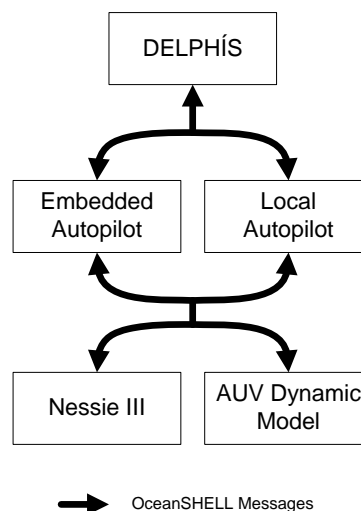 DELPHÍS
Embedded
Autopilot
Local
Autopilot
Nessie III
AUV Dynamic
Model
OceanSHELL Messages